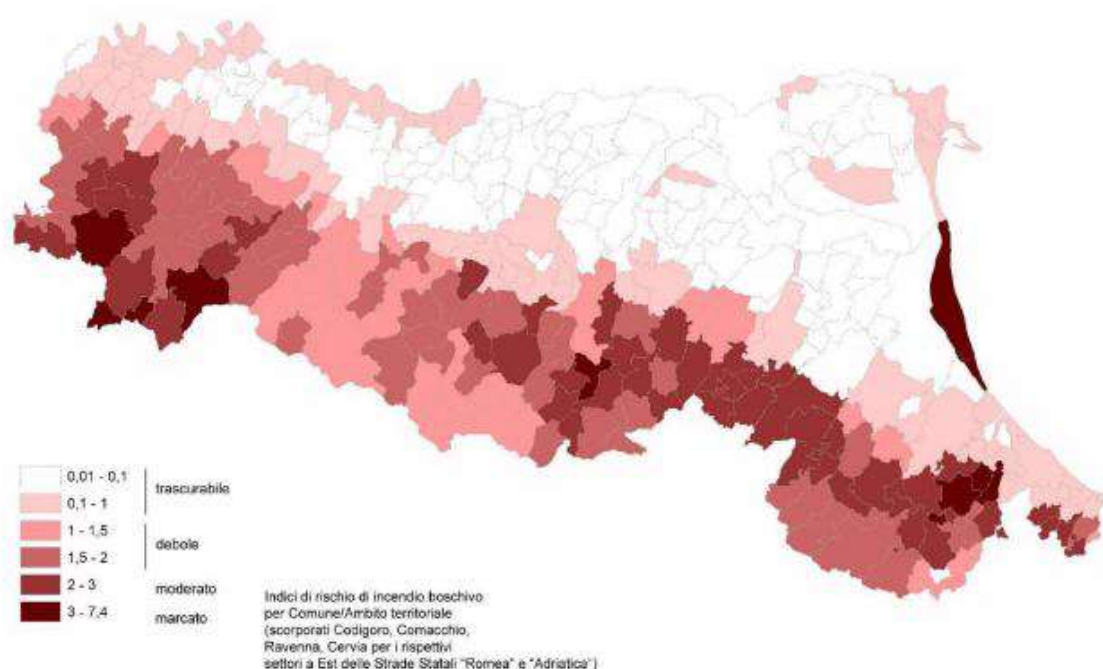 0,01 - 0,1
0,1 - 1
trascurabile
1 - 1,5
1,5 - 2
debole
2 - 3
moderato
3 - 7,4
marcato
Indici di rischio di incendio boschivo
per Comune/Ambito territoriale
(scorporati Codigoro, Comacchio,
Ravenna, Cervia per i rispettivi
settori a Est delle Strade Statali "Romea" e "Adriatica")